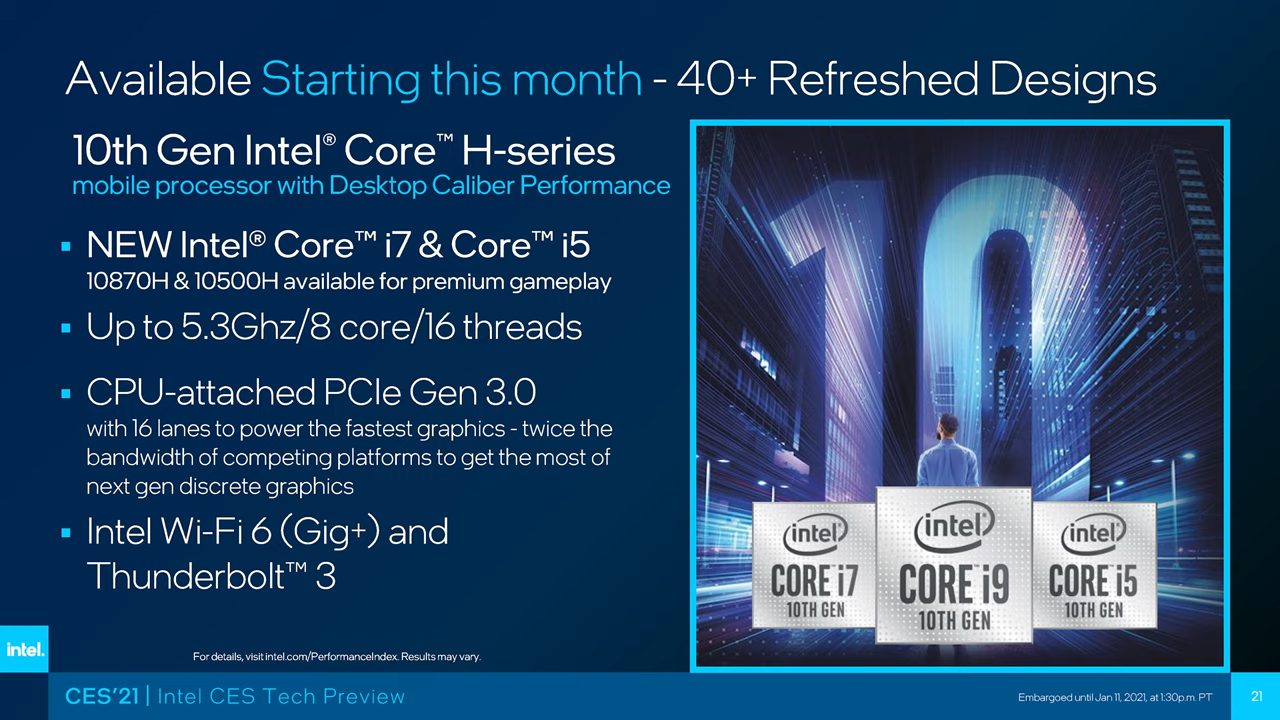 Available Starting this month - 40+ Refreshed Designs
10th Gen Intel® Core™ H-series
mobile processor with Desktop Caliber Performance
▪ NEW Intel® Core™ i7 & Core™ i5
10870H & 10500H available for premium gameplay
▪ Up to 5.3Ghz/8 core/16 threads
▪ CPU-attached PCIe Gen 3.0
with 16 lanes to power the fastest graphics - twice the
bandwidth of competing platforms to get the most of
next gen discrete graphics
▪ Intel Wi-Fi 6 (Gig+) and
Thunderbolt™ 3
10
intel®
CORE™ i7
10TH GEN
intel®
CORE™ i9
10TH GEN
intel®
CORE™ i5
10TH GEN
intel.
For details, visit intel.com/PerformanceIndex. Results may vary.
CES'21 | Intel CES Tech Preview
Embargoed until Jan 11, 2021, at 1:30p.m. PT
21